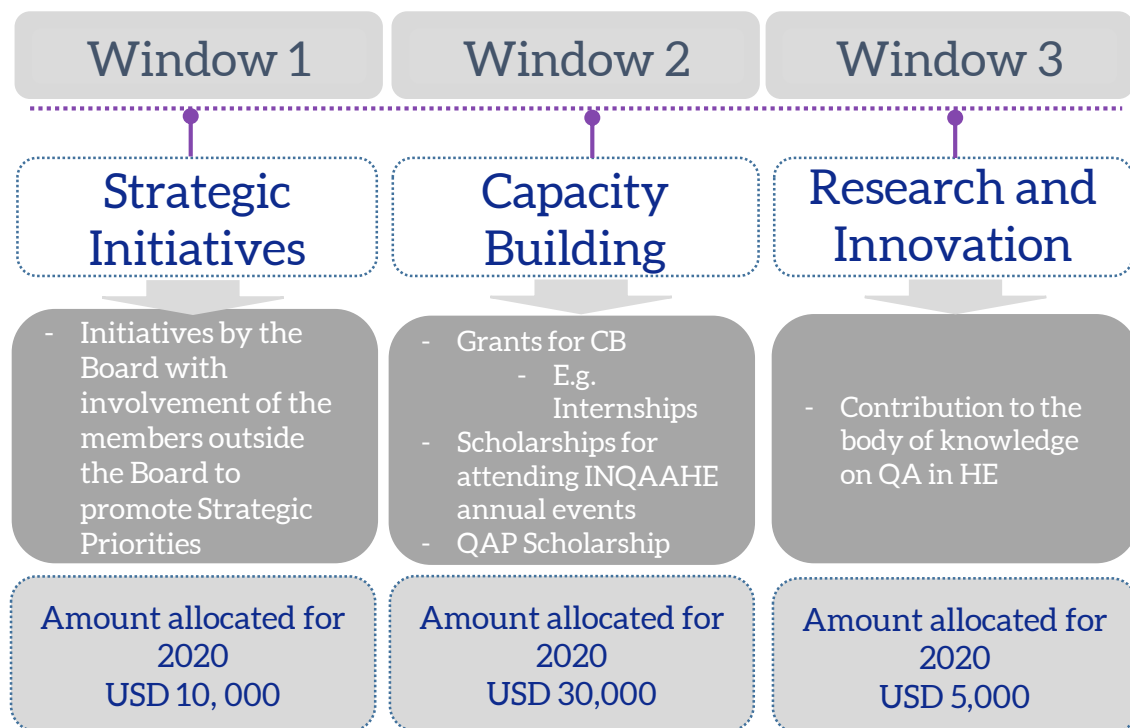 Window 1
Window 2
Window 3
Strategic
Initiatives
Capacity
Building
Research and
Innovation
- Initiatives by the
Board with
involvement of the
members outside
the Board to
promote Strategic
Priorities
- Grants for CB
- E.g.
Internships
- Scholarships for
attending INQAAHE
annual events
- QAP Scholarship
- Contribution to the
body of knowledge
on QA in HE
Amount allocated for
2020
USD 10, 000
Amount allocated for
2020
USD 30,000
Amount allocated for
2020
USD 5,000